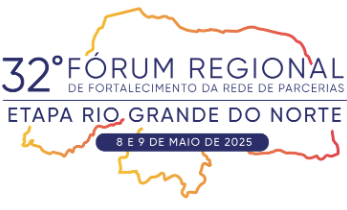 32º FÓRUM REGIONAL
DE FORTALECIMENTO DA REDE DE PARCERIAS
ETAPA RIO GRANDE DO NORTE
8 E 9 DE MAIO DE 2025